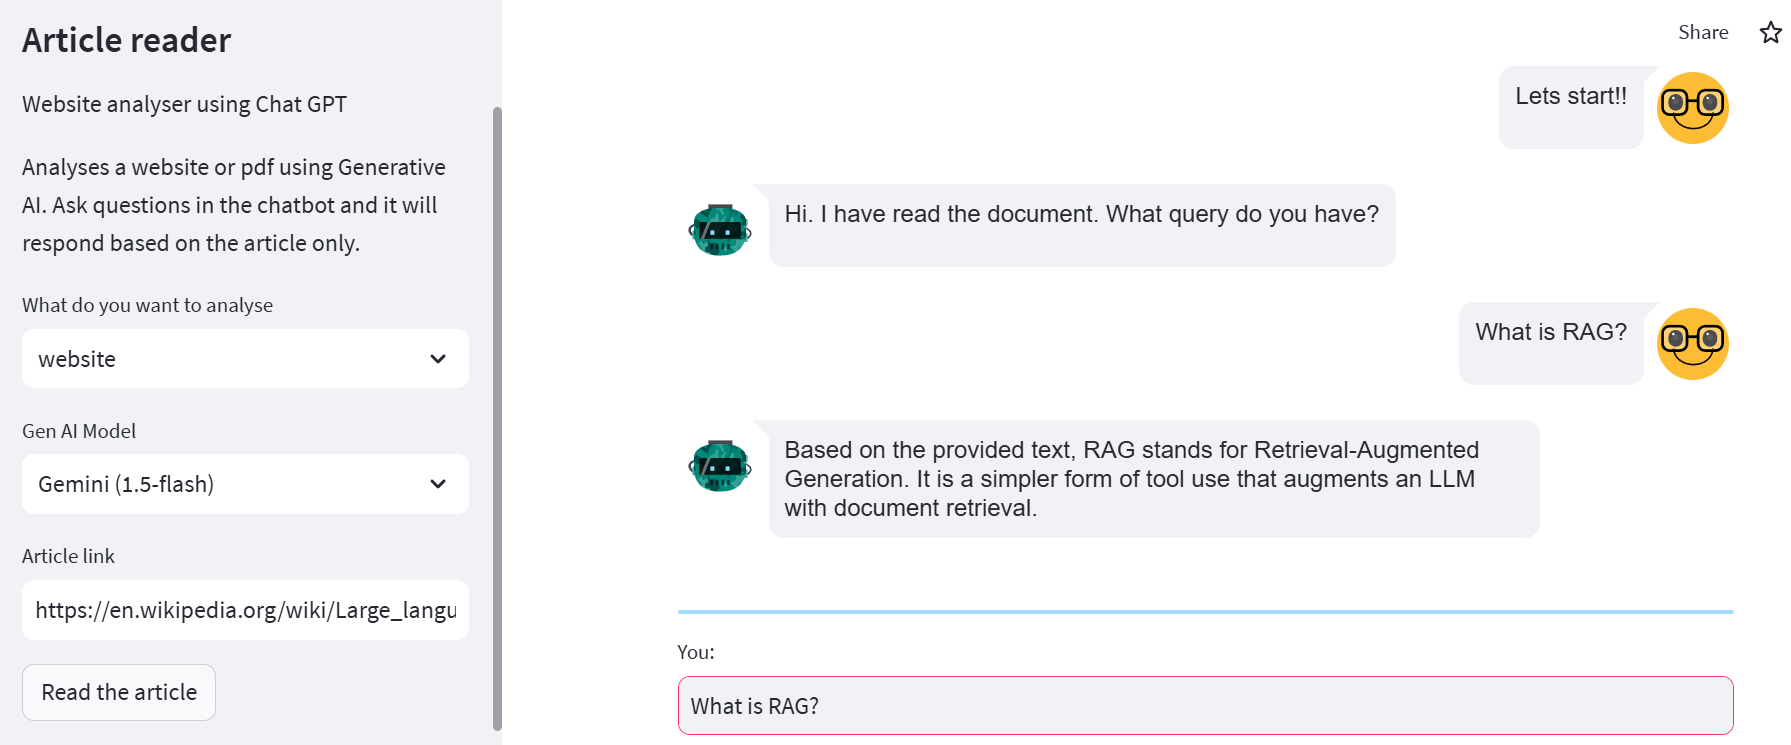 Article reader
Website analyser using Chat GPT
Analyses a website or pdf using Generative
AI. Ask questions in the chatbot and it will
respond based on the article only.
What do you want to analyse
website
Gen AI Model
Gemini (1.5-flash)
Article link
https://en.wikipedia.org/wiki/Large_langu
Read the article
Share
Lets start!!
Hi. I have read the document. What query do you have?
What is RAG?
Based on the provided text, RAG stands for Retrieval-Augmented
Generation. It is a simpler form of tool use that augments an LLM
with document retrieval.
You:
What is RAG?